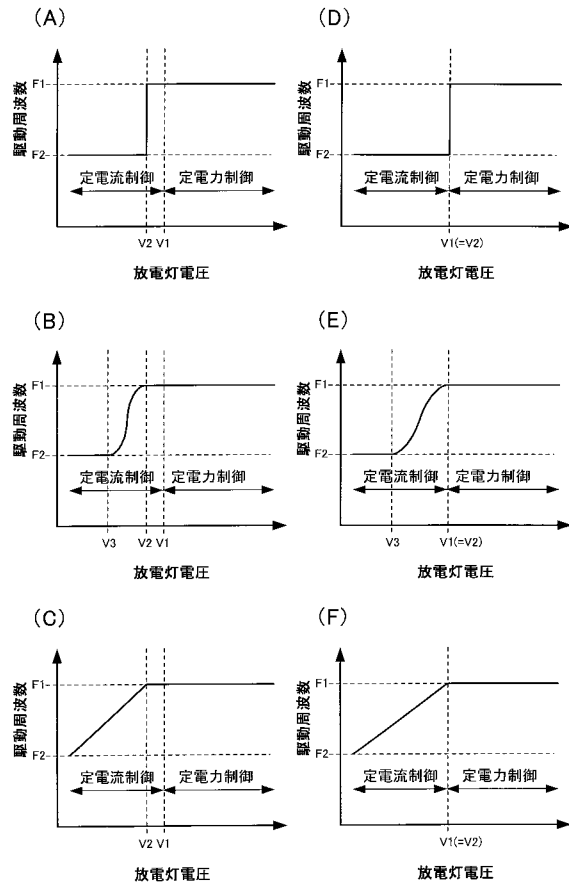 (A)
駆動周波数
F1
F2
定電流制御
定電力制御
V2 V1
放電灯電圧
(D)
駆動周波数
F1
F2
定電流制御
定電力制御
V1(=V2)
放電灯電圧
(B)
駆動周波数
F1
F2
定電流制御
定電力制御
V3
V2 V1
放電灯電圧
(E)
駆動周波数
F1
F2
定電流制御
定電力制御
V3
V1(=V2)
放電灯電圧
(C)
駆動周波数
F1
F2
定電流制御
定電力制御
V2 V1
放電灯電圧
(F)
駆動周波数
F1
F2
定電流制御
定電力制御
V1(=V2)
放電灯電圧